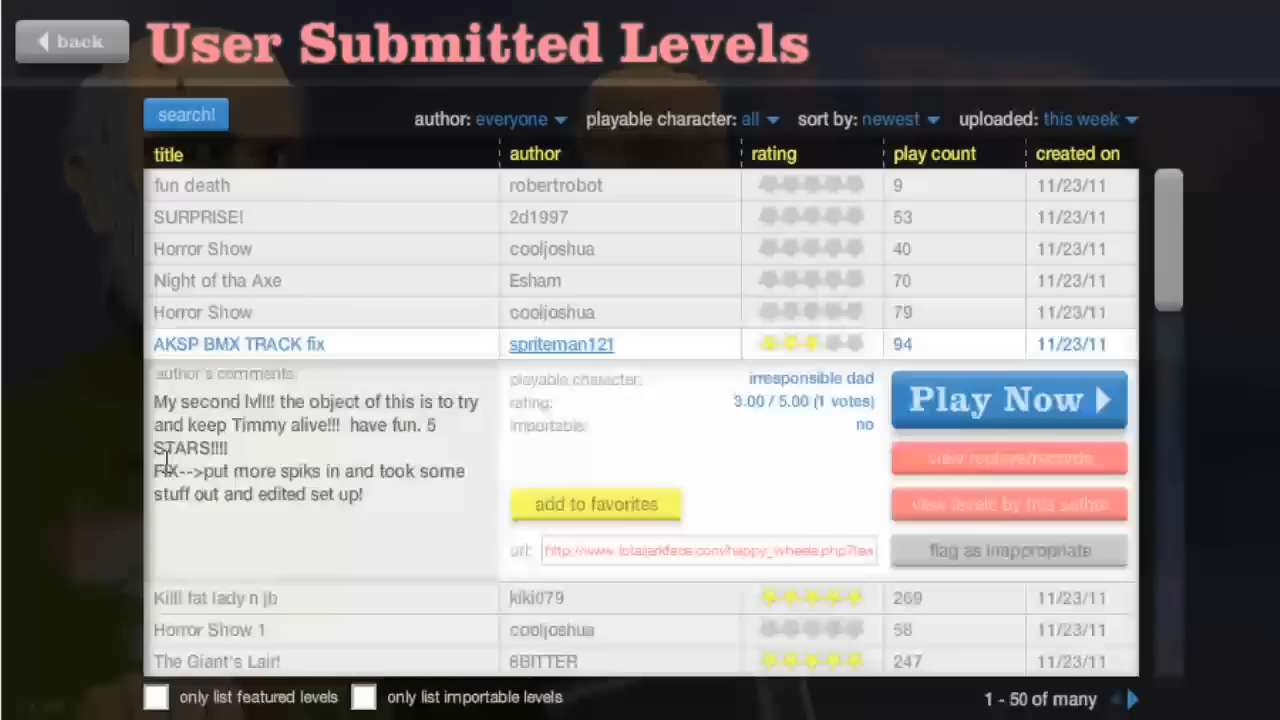 back
User Submitted Levels
search!
author: everyone playable character: all sort by: newest uploaded: this week
title author rating play count created on
fun death robertrobot 9 11/23/11
SURPRISE! 2d1997 53 11/23/11
Horror Show cooljoshua 40 11/23/11
Night of tha Axe Esham 70 11/23/11
Horror Show cooljoshua 79 11/23/11
AKSP BMX TRACK fix spriteman121 94 11/23/11
author's comments:
My second lvl!!! the object of this is to try
and keep Timmy alive!!! have fun. 5
STARS!!!!
FIX-->put more spiks in and took some
stuff out and edited set up!
playable character: irresponsible dad
rating: 3.00 / 5.00 (1 votes)
importable: no
add to favorites
url: http://www.totaljerkface.com/happy_wheels.php?
Play Now
view replays/records
view levels by this author
flag as inappropriate
Killl fat lady n jb kiki079 269 11/23/11
Horror Show 1 cooljoshua 58 11/23/11
The Giant's Lair! 8BITTER 247 11/23/11
only list featured levels only list importable levels 1 - 50 of many